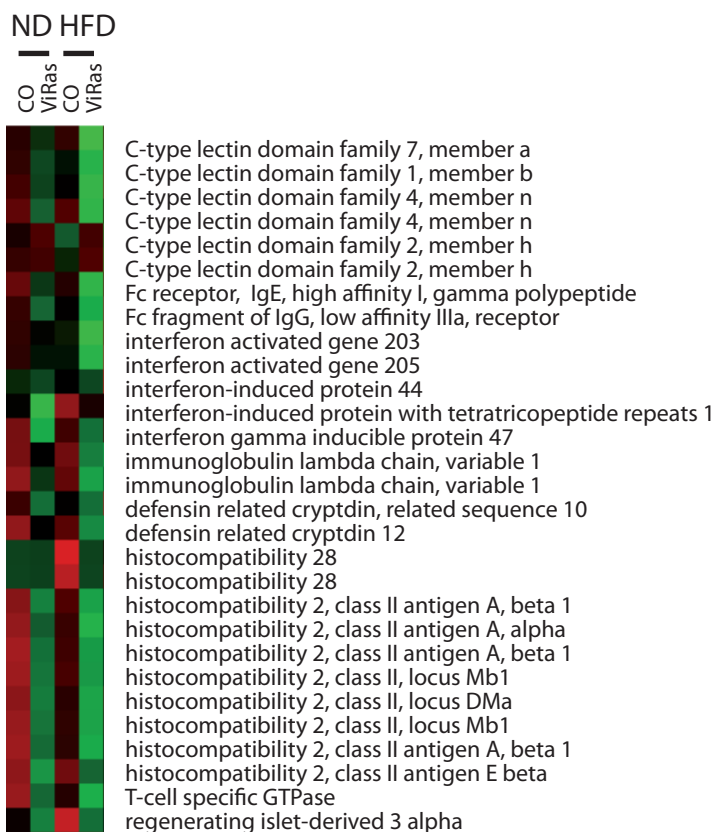 ND HFD
CO ViRas CO ViRas
C-type lectin domain family 7, member a
C-type lectin domain family 1, member b
C-type lectin domain family 4, member n
C-type lectin domain family 4, member n
C-type lectin domain family 2, member h
C-type lectin domain family 2, member h
Fc receptor, IgE, high affinity I, gamma polypeptide
Fc fragment of IgG, low affinity IIIa, receptor
interferon activated gene 203
interferon activated gene 205
interferon-induced protein 44
interferon-induced protein with tetratricopeptide repeats 1
interferon gamma inducible protein 47
immunoglobulin lambda chain, variable 1
immunoglobulin lambda chain, variable 1
defensin related cryptdin, related sequence 10
defensin related cryptdin 12
histocompatibility 28
histocompatibility 28
histocompatibility 2, class II antigen A, beta 1
histocompatibility 2, class II antigen A, alpha
histocompatibility 2, class II antigen A, beta 1
histocompatibility 2, class II, locus Mb1
histocompatibility 2, class II, locus DMa
histocompatibility 2, class II, locus Mb1
histocompatibility 2, class II antigen A, beta 1
histocompatibility 2, class II antigen E beta
T-cell specific GTPase
regenerating islet-derived 3 alpha